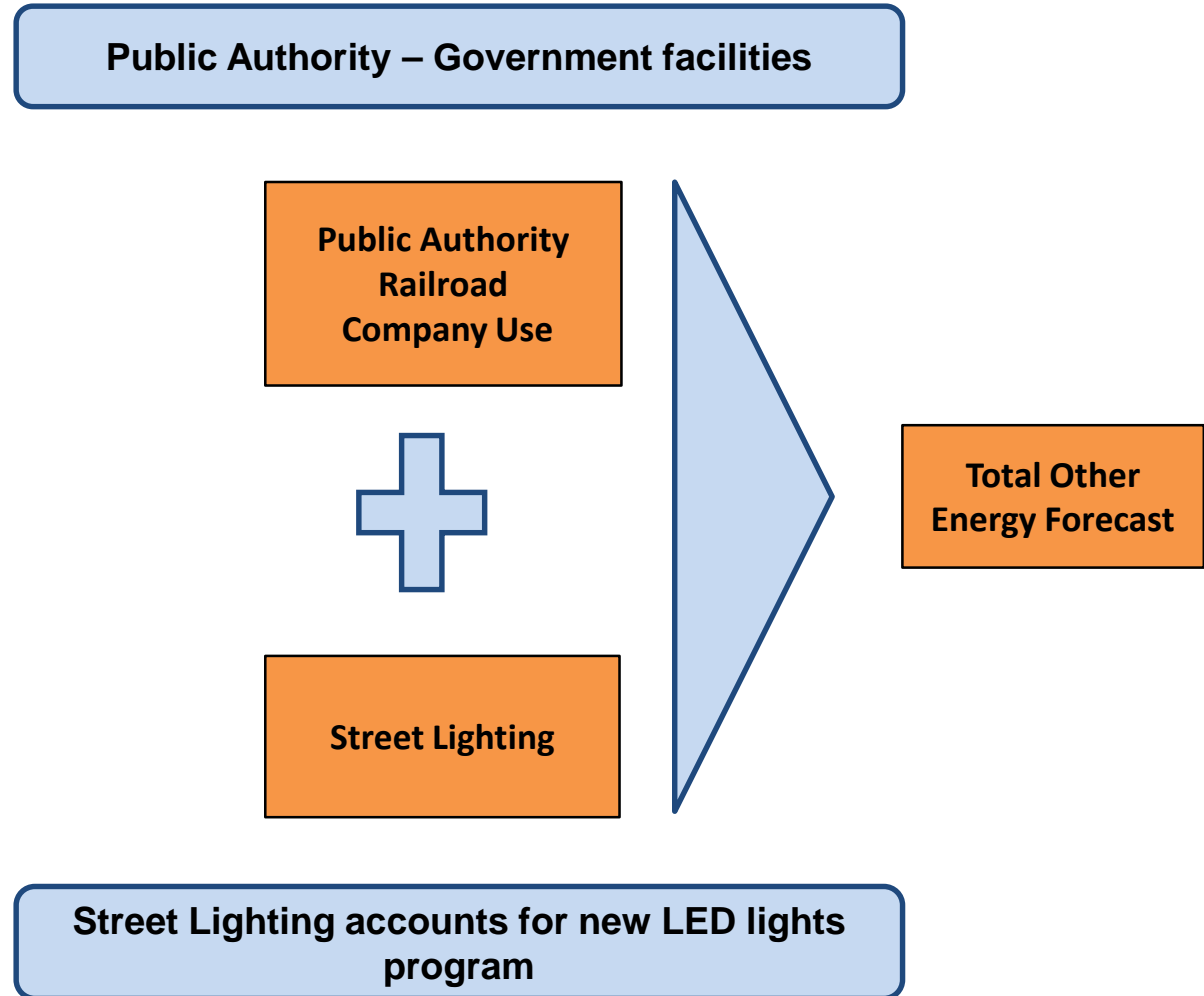 Public Authority – Government facilities
Public Authority
Railroad
Company Use
Total Other
Energy Forecast
Street Lighting
Street Lighting accounts for new LED lights
program